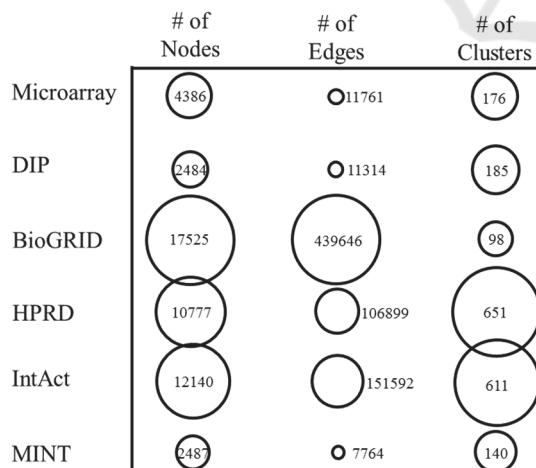 # of # of # of
Nodes Edges Clusters
Microarray 4386 11761 176
DIP 2484 11314 185
BioGRID 17525 439646 98
HPRD 10777 106899 651
IntAct 12140 151592 611
MINT 2487 7764 140